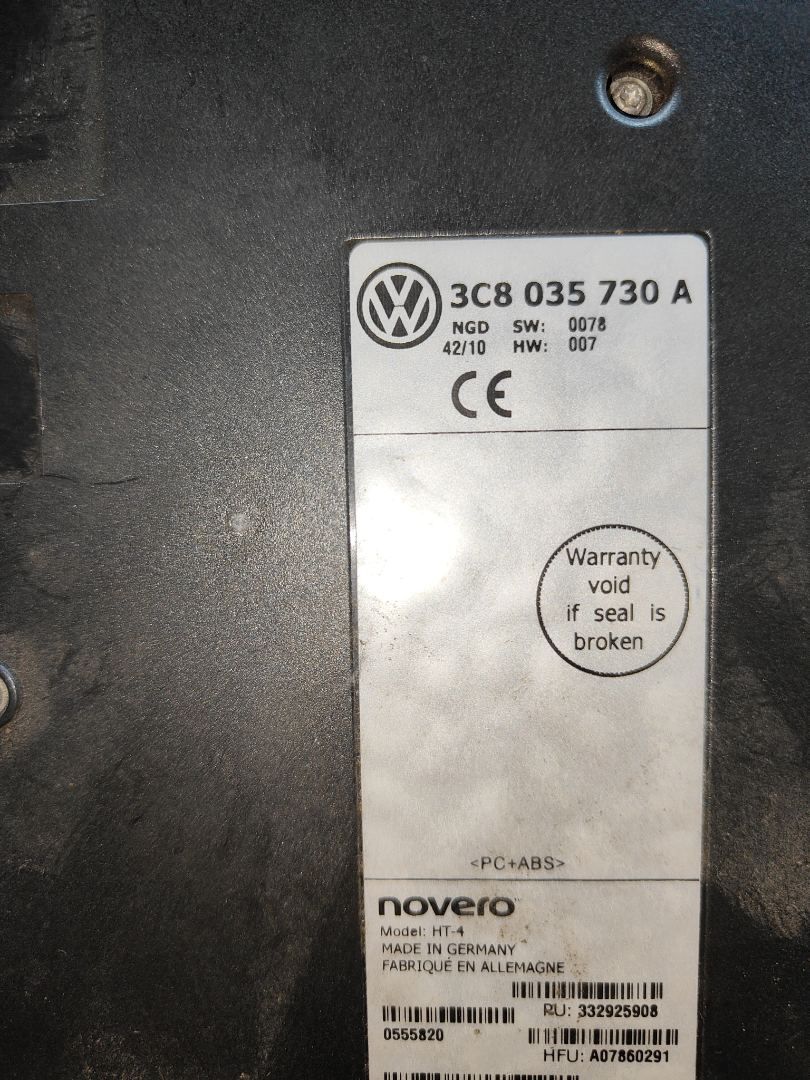 3C8 035 730 A
NGD SW: 0078
42/10 HW: 007
CE
Warranty
void
if seal is
broken
<PC+ABS>
novero
Model: HT-4
MADE IN GERMANY
FABRIQUÉ EN ALLEMAGNE
PU: 332925908
0555820
HFU: A07860291